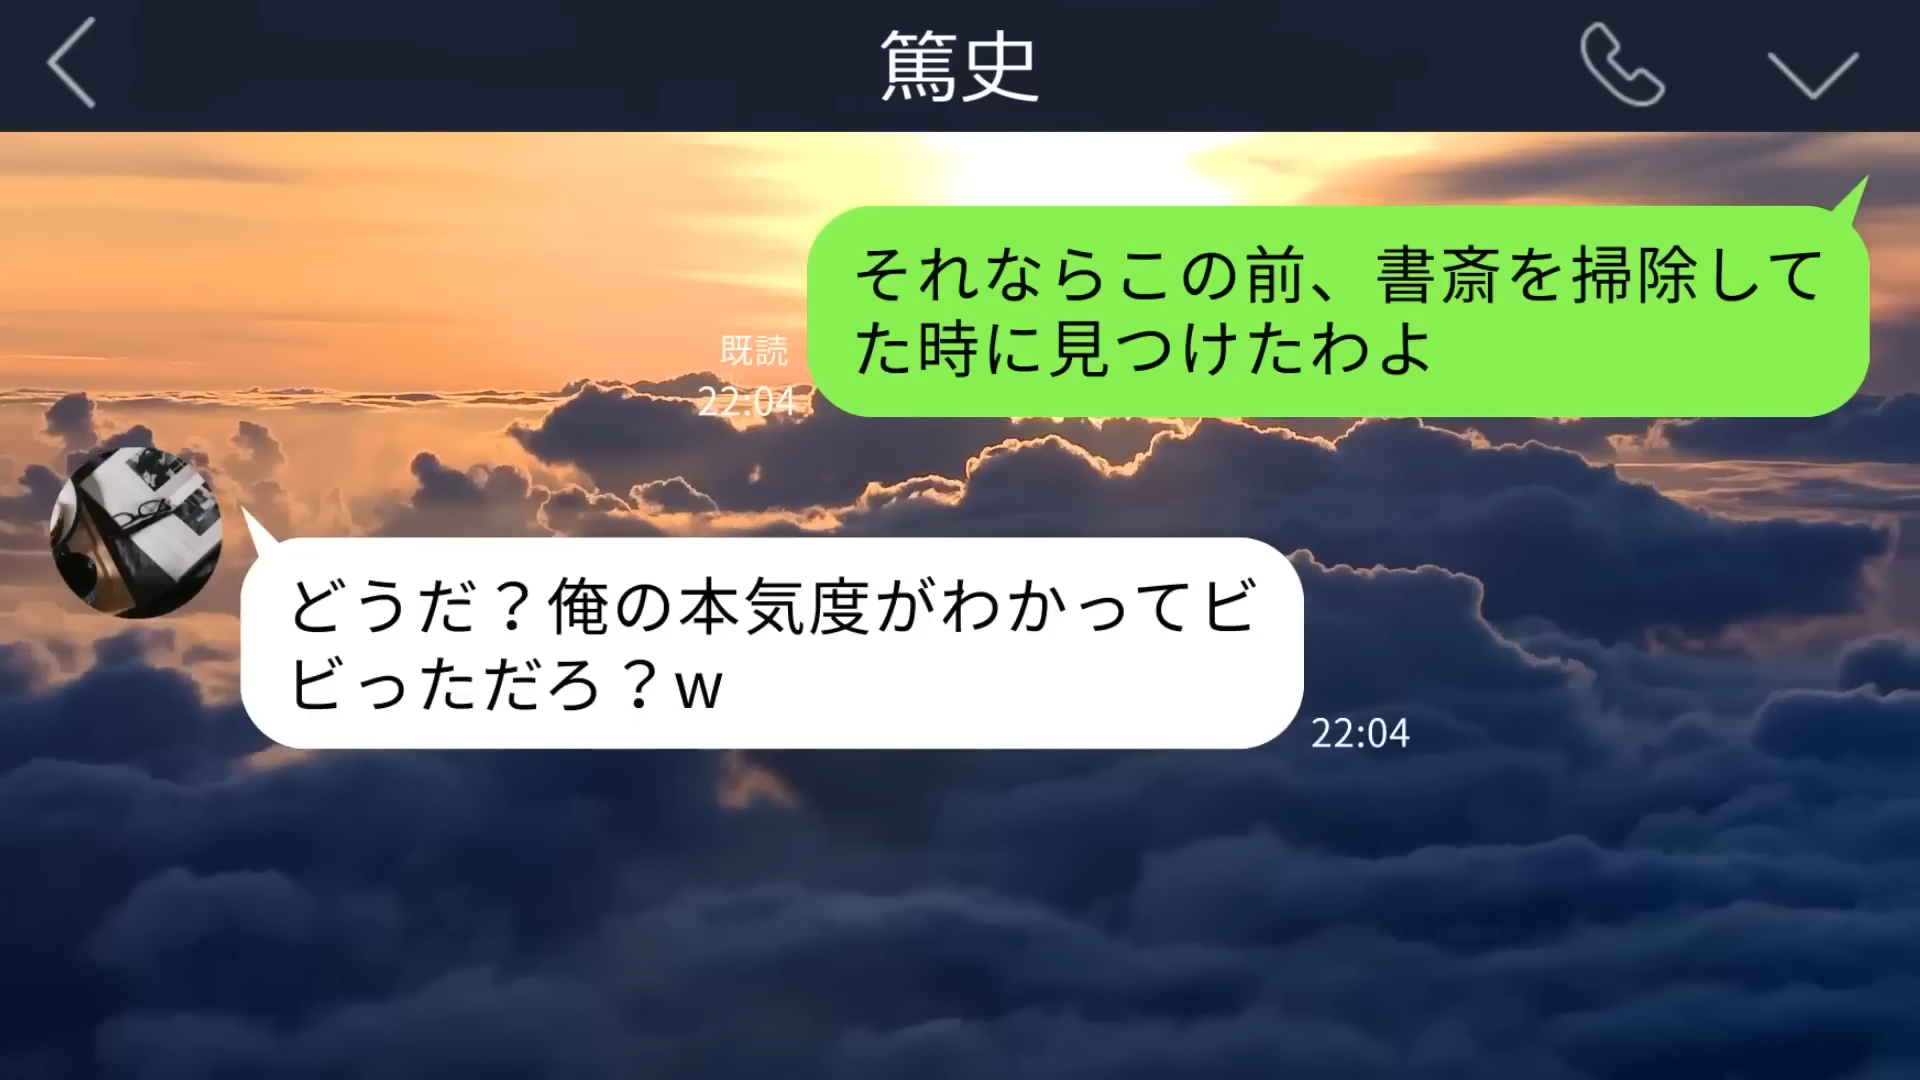 篤史
それならこの前、書斎を掃除して
た時に見つけたわよ
既読
22:04
どうだ？俺の本気度がわかってビ
ビっただろ？w
22:04